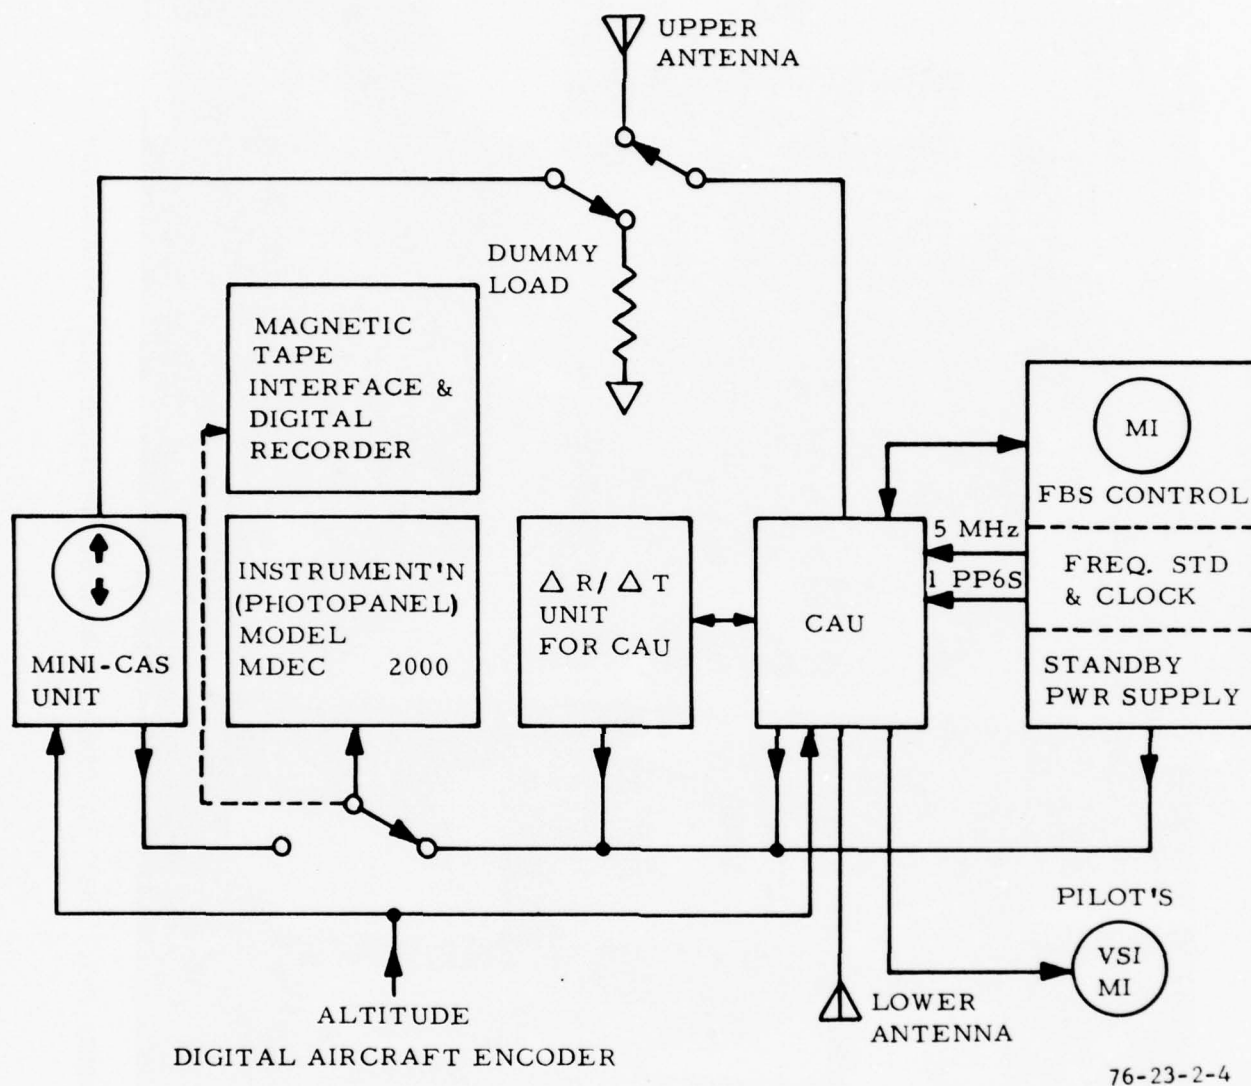 UPPER
ANTENNA
DUMMY
LOAD
MAGNETIC
TAPE
INTERFACE &
DIGITAL
RECORDER
MI
FBS CONTROL
5 MHz
1 PP6S
FREQ. STD
& CLOCK
STANDBY
PWR SUPPLY
MINI-CAS
UNIT
INSTRUMENT'N
(PHOTOPANEL)
MODEL
MDEC 2000
Δ R/ Δ T
UNIT
FOR CAU
CAU
PILOT'S
VSI
MI
LOWER
ANTENNA
ALTITUDE
DIGITAL AIRCRAFT ENCODER
76-23-2-4